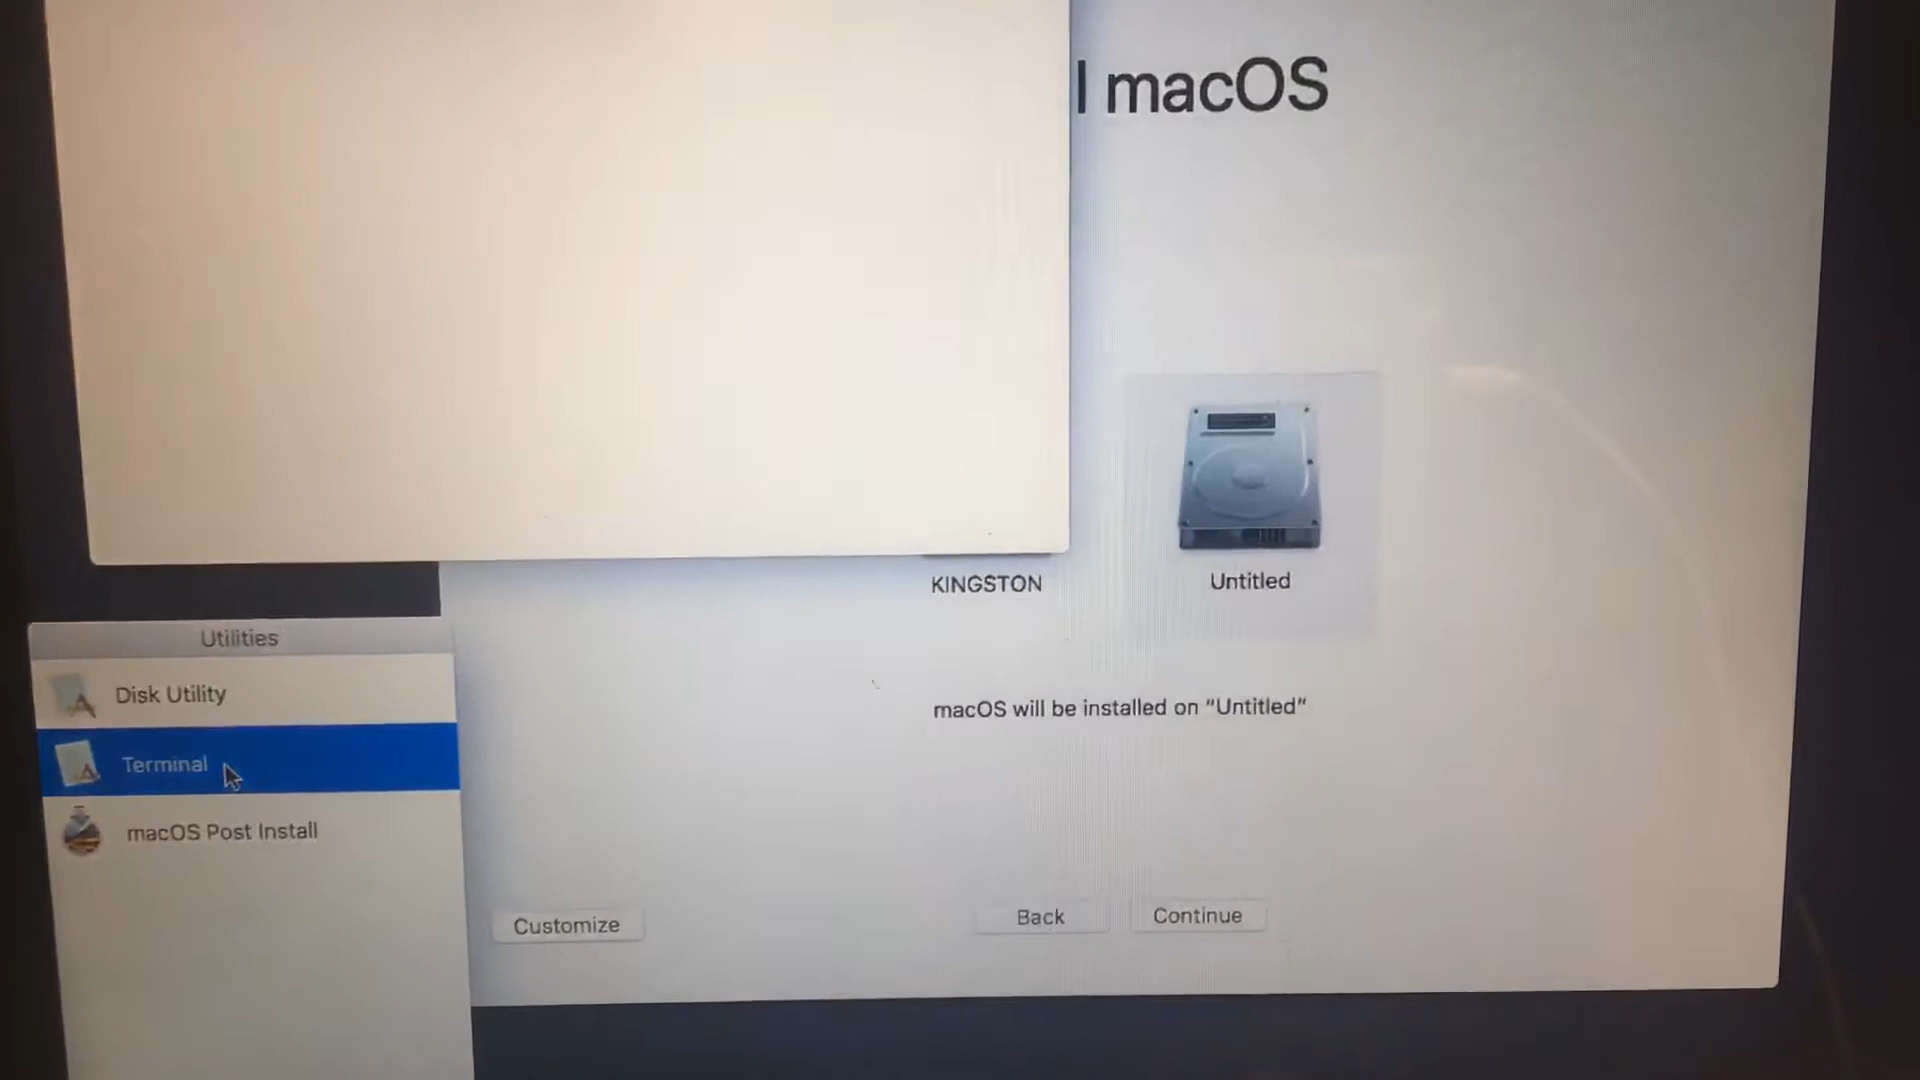 l macOS
KINGSTON
Untitled
macOS will be installed on “Untitled”
Utilities
Disk Utility
Terminal
macOS Post Install
Customize
Back
Continue